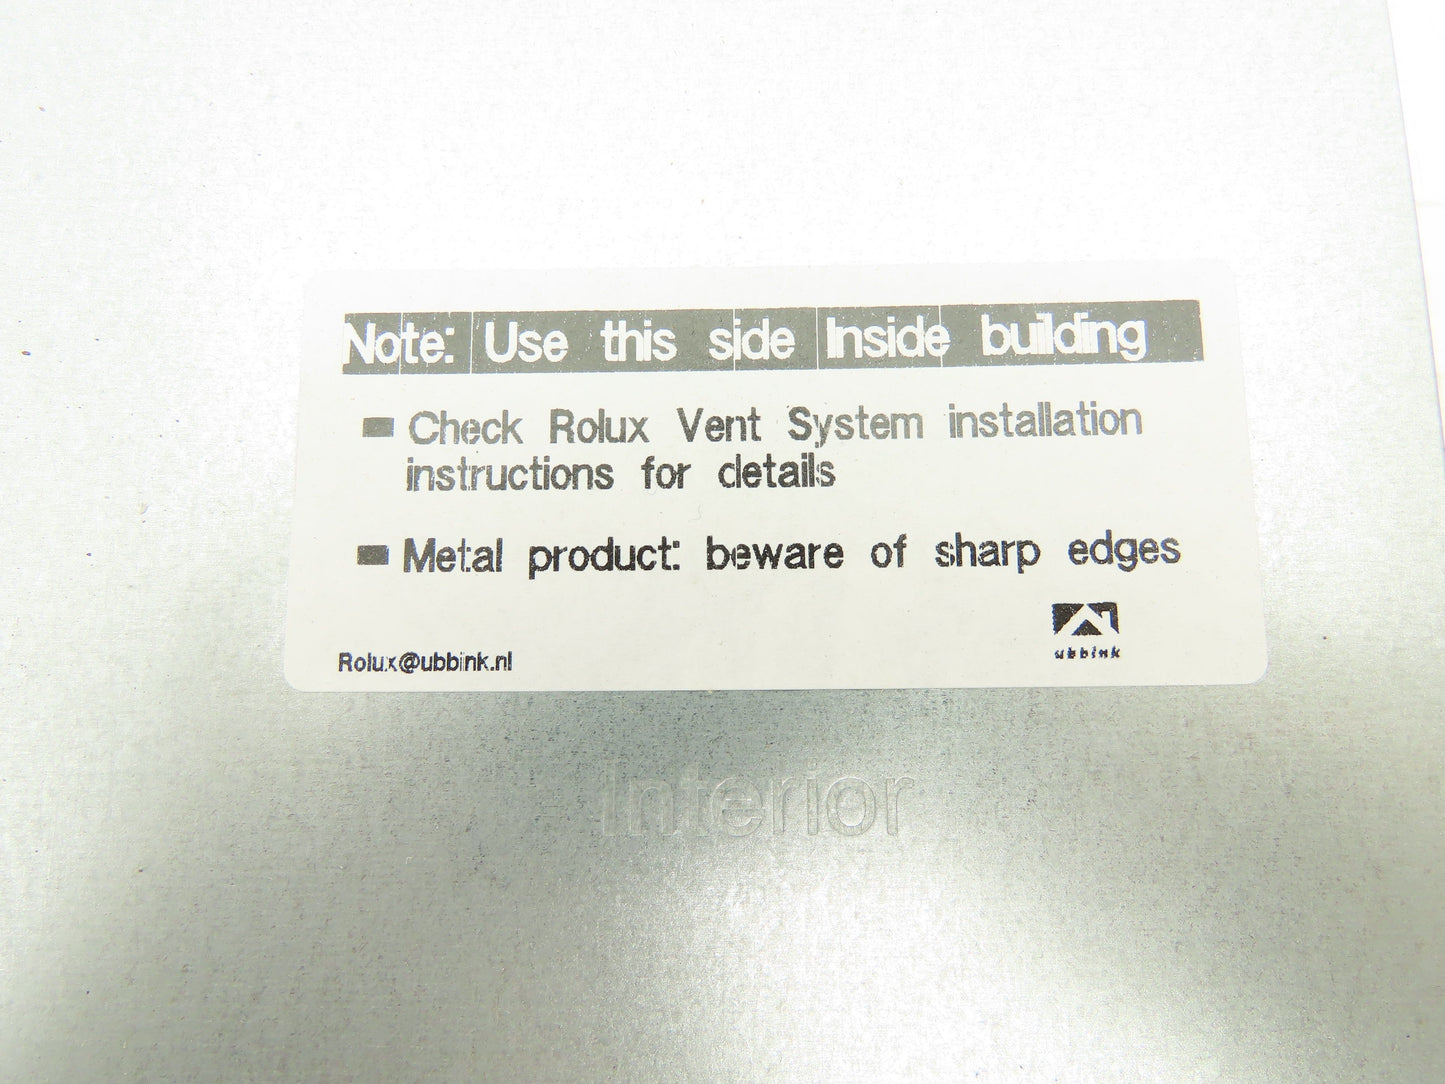 Note: Use this side Inside building
Check Rolux Vent System installation
instructions for details
Metal product: beware of sharp edges
ubbink
Rolux@ubbink.nl
Interior